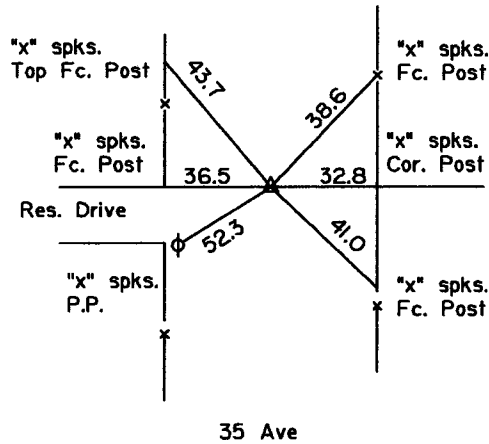 "x" spks.
Top Fc. Post
43.7
38.6
"x" spks.
Fc. Post
"x" spks.
Fc. Post
36.5
32.8
"x" spks.
Cor. Post
Res. Drive
52.3
41.0
"x" spks.
P.P.
"x" spks.
Fc. Post
35 Ave